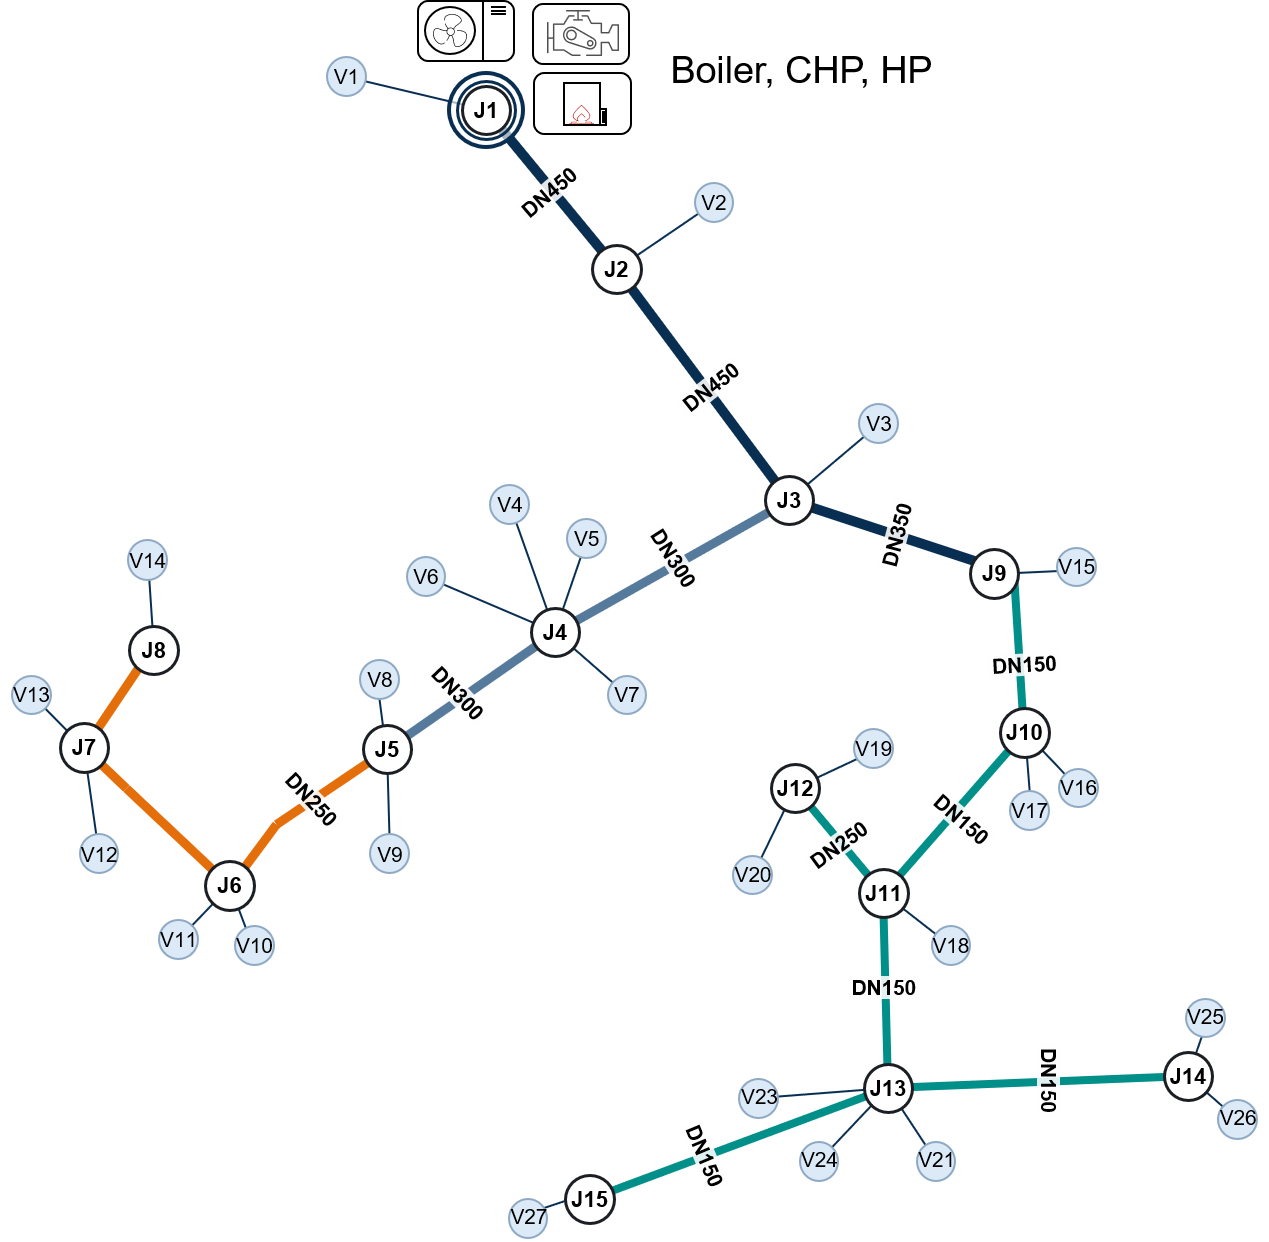 Boiler, CHP, HP
V1
J1
DN450
V2
J2
DN450
V3
J3
V4
V5
DN300
DN350
V14
V6
J9
V15
J4
J8
DN150
V13
V8
DN300
V7
J7
J5
J10
V19
J12
V16
DN250
V17
DN150
DN250
V12
V9
V20
J6
J11
V11
V10
V18
DN150
V25
J14
DN150
J13
V23
V26
DN150
V24
V21
J15
V27